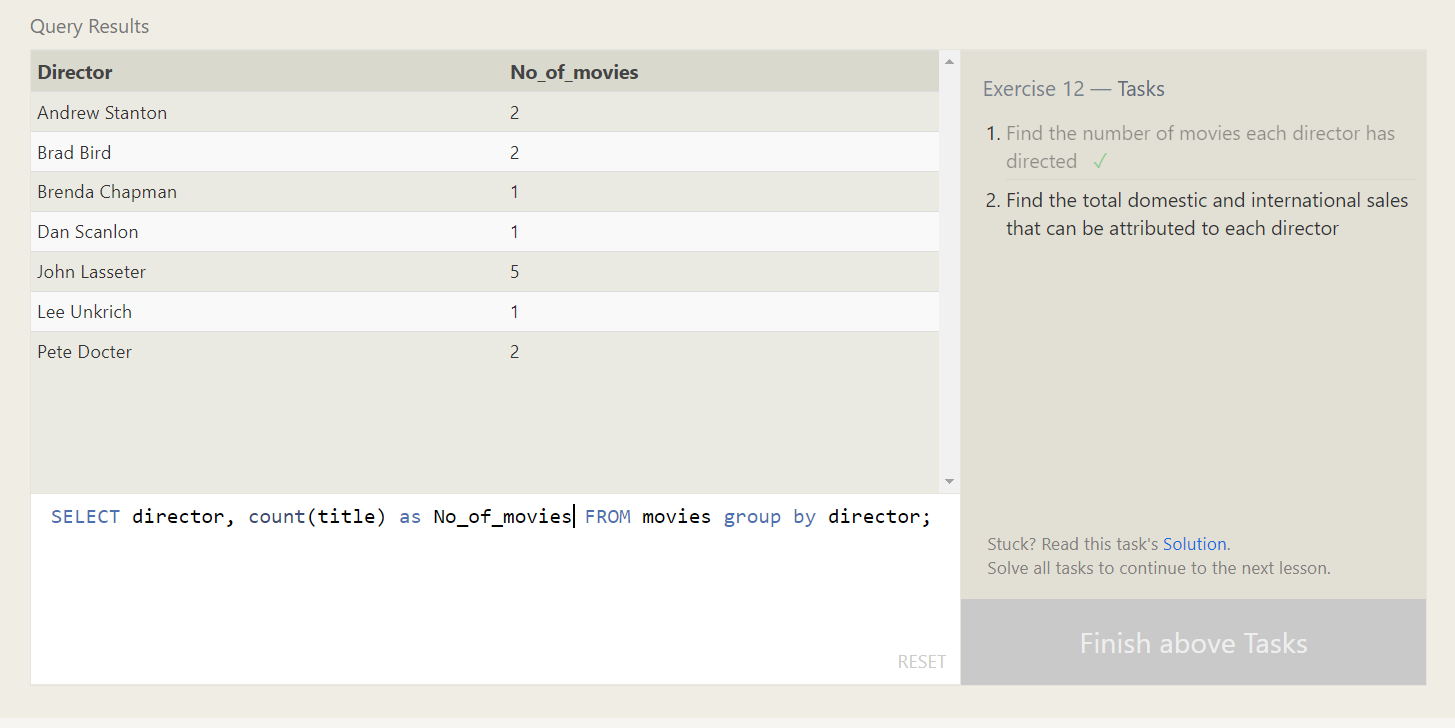 Query Results
Director No_of_movies
Andrew Stanton 2
Brad Bird 2
Brenda Chapman 1
Dan Scanlon 1
John Lasseter 5
Lee Unkrich 1
Pete Docter 2
SELECT director, count(title) as No_of_movies FROM movies group by director;
RESET
Exercise 12 — Tasks
1. Find the number of movies each director has
directed ✓
2. Find the total domestic and international sales
that can be attributed to each director
Stuck? Read this task's Solution.
Solve all tasks to continue to the next lesson.
Finish above Tasks